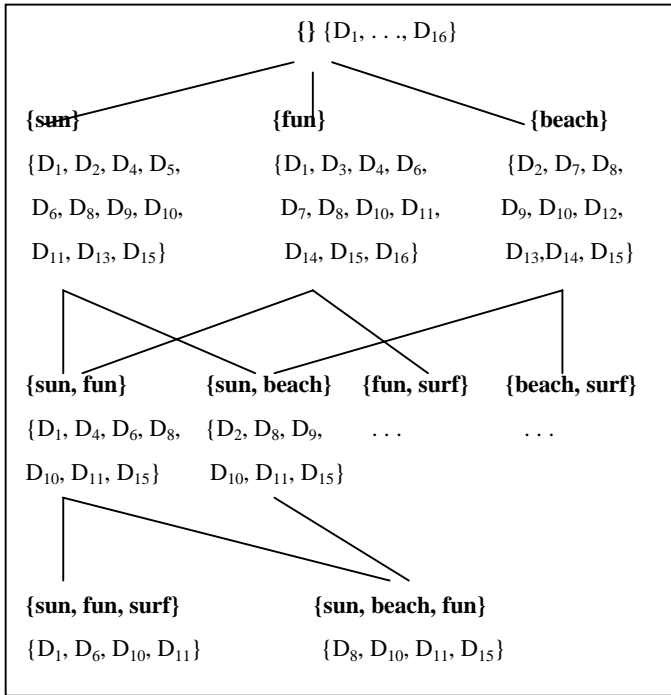 {} {D₁, . . ., D₁₆}
{sun} {fun} {beach}
{D₁, D₂, D₄, D₅, {D₁, D₃, D₄, D₆, {D₂, D₇, D₈,
D₆, D₈, D₉, D₁₀, D₇, D₈, D₁₀, D₁₁, D₉, D₁₀, D₁₂,
D₁₁, D₁₃, D₁₅} D₁₄, D₁₅, D₁₆} D₁₃,D₁₄, D₁₅}
{sun, fun} {sun, beach} {fun, surf} {beach, surf}
{D₁, D₄, D₆, D₈, {D₂, D₈, D₉, . . . . . .
D₁₀, D₁₁, D₁₅} D₁₀, D₁₁, D₁₅}
{sun, fun, surf} {sun, beach, fun}
{D₁, D₆, D₁₀, D₁₁} {D₈, D₁₀, D₁₁, D₁₅}